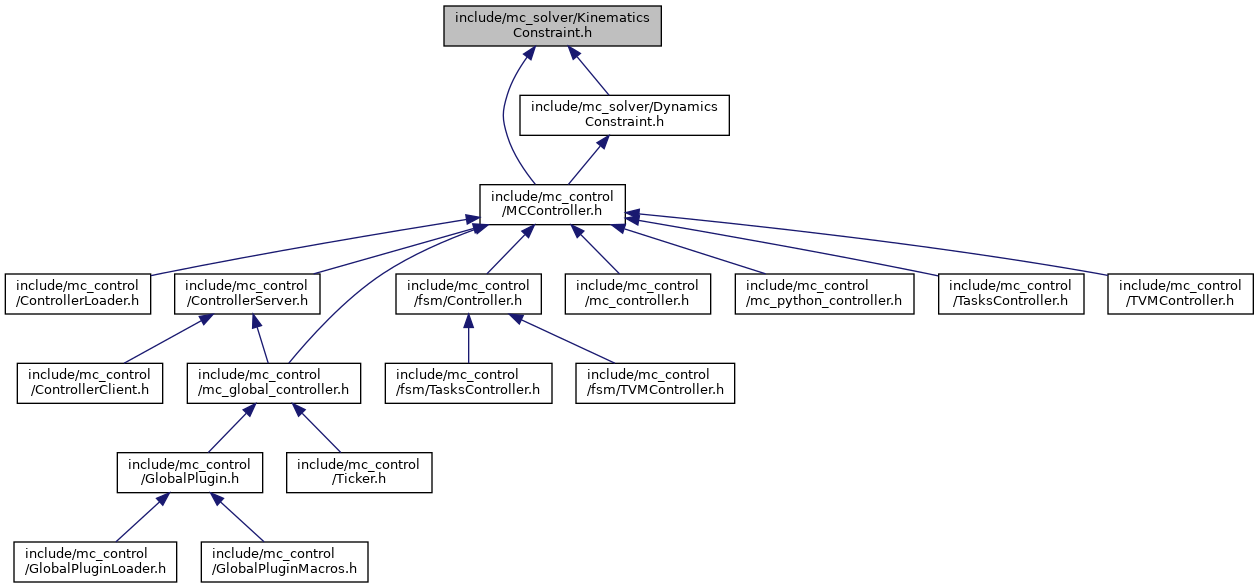 include/mc_solver/Kinematics
Constraint.h
include/mc_solver/Dynamics
Constraint.h
include/mc_control
/MCController.h
include/mc_control
/ControllerLoader.h
include/mc_control
/ControllerServer.h
include/mc_control
/fsm/Controller.h
include/mc_control
/mc_controller.h
include/mc_control
/mc_python_controller.h
include/mc_control
/TasksController.h
include/mc_control
/TVMController.h
include/mc_control
/ControllerClient.h
include/mc_control
/mc_global_controller.h
include/mc_control
/fsm/TasksController.h
include/mc_control
/fsm/TVMController.h
include/mc_control
/GlobalPlugin.h
include/mc_control
/Ticker.h
include/mc_control
/GlobalPluginLoader.h
include/mc_control
/GlobalPluginMacros.h